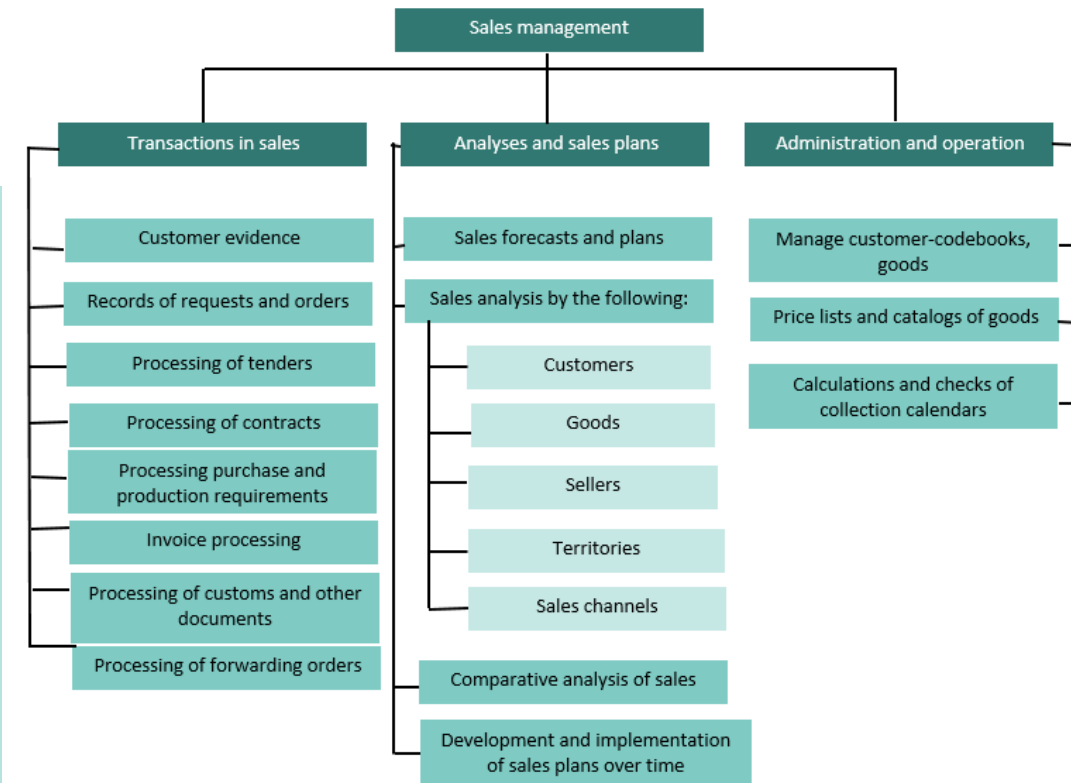 Sales management
Transactions in sales
Customer evidence
Records of requests and orders
Processing of tenders
Processing of contracts
Processing purchase and
production requirements
Invoice processing
Processing of customs and other
documents
Processing of forwarding orders
Analyses and sales plans
Sales forecasts and plans
Sales analysis by the following:
Customers
Goods
Sellers
Territories
Sales channels
Comparative analysis of sales
Development and implementation
of sales plans over time
Administration and operation
Manage customer-codebooks,
goods
Price lists and catalogs of goods
Calculations and checks of
collection calendars